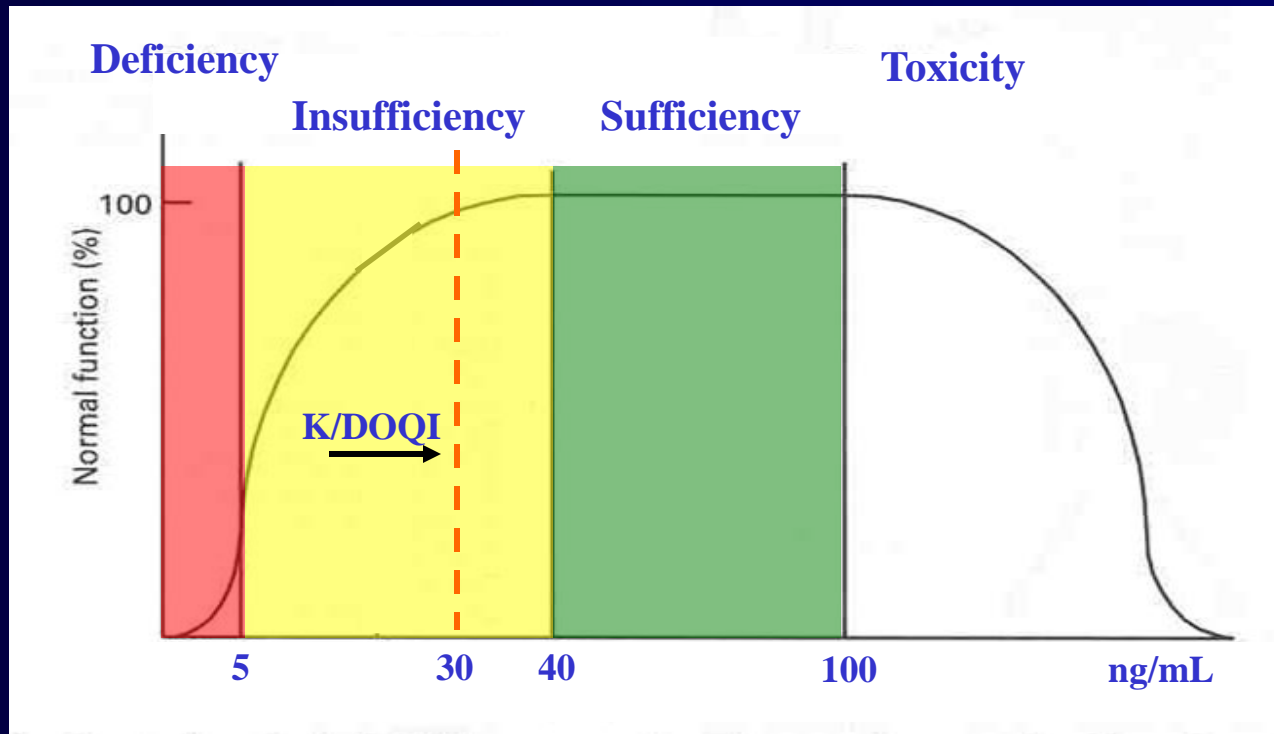 Deficiency
Toxicity
Insufficiency
Sufficiency
100
Normal function (%)
K/DOQI
5
30
40
100
ng/mL